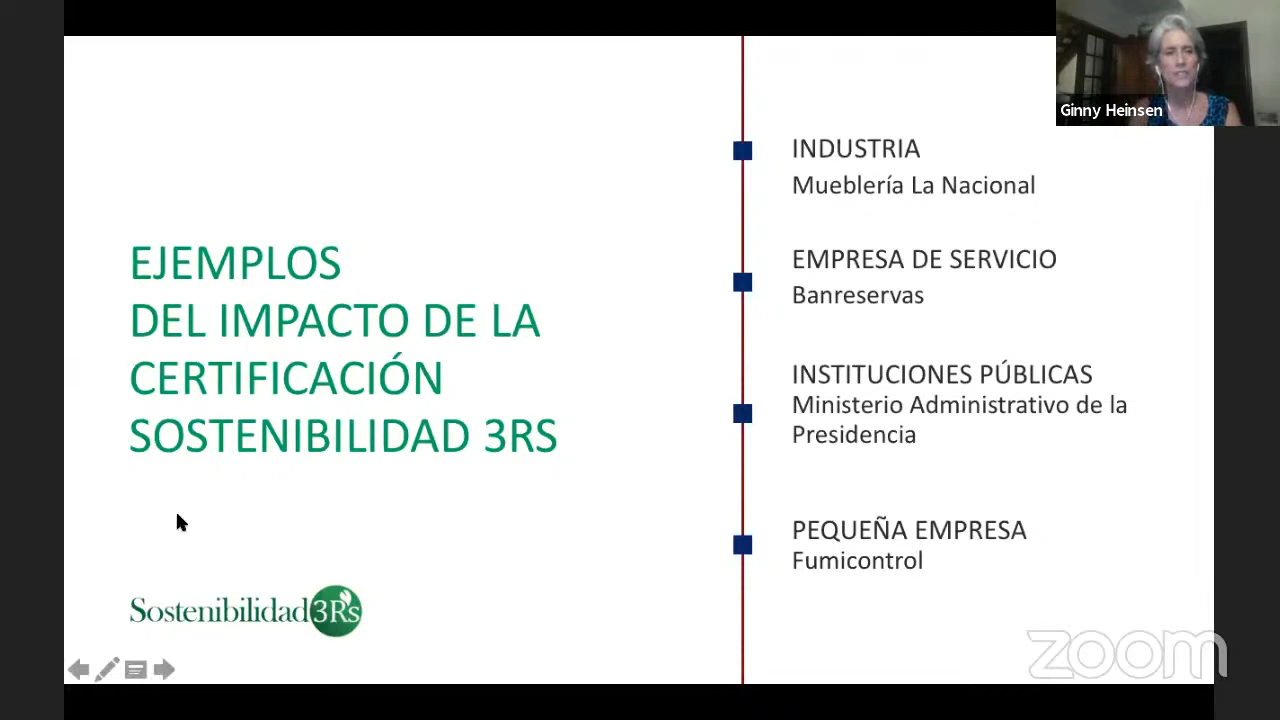 Ginny Heinsen
EJEMPLOS
DEL IMPACTO DE LA
CERTIFICACIÓN
SOSTENIBILIDAD 3RS
INDUSTRIA
Mueblería La Nacional
EMPRESA DE SERVICIO
Banreservas
INSTITUCIONES PÚBLICAS
Ministerio Administrativo de la
Presidencia
PEQUEÑA EMPRESA
Fumicontrol
Sostenibilidad 3Rs
zoom